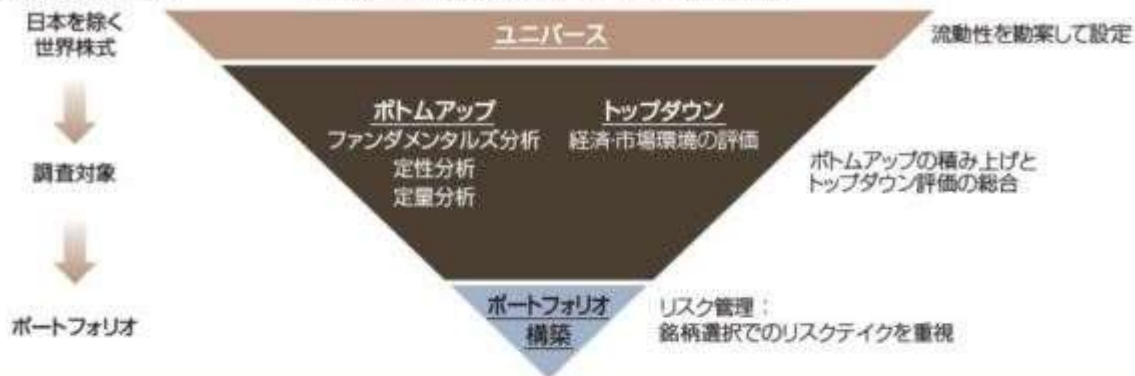 日本を除く
世界株式
ユニバース
流動性を勘案して設定
ボトムアップ
ファンダメンタルズ分析
定性分析
定量分析
トップダウン
経済・市場環境の評価
調査対象
ボトムアップの積み上げと
トップダウン評価の総合
ポートフォリオ
ポートフォリオ
構築
リスク管理：
銘柄選択でのリスクテイクを重視